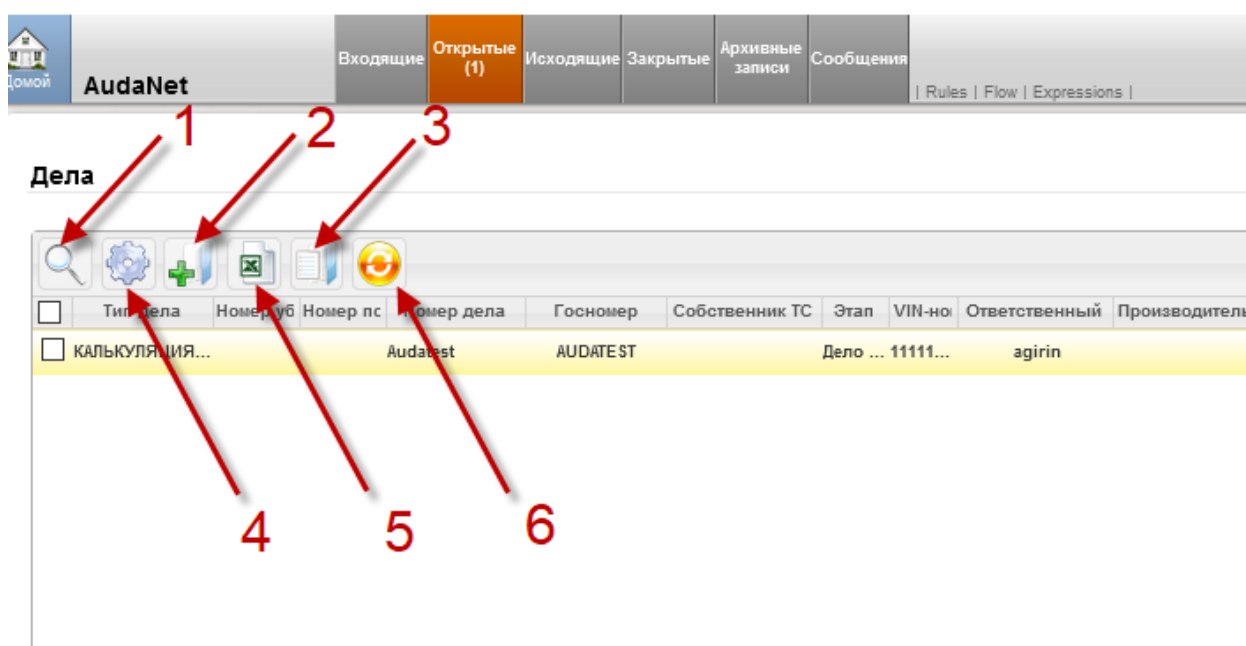 Домой
AudaNet
Входящие
Открытые
(1)
Исходящие
Закрытые
Архивные
записи
Сообщения
| Rules | Flow | Expressions |
1
2
3
Дела
Тип дела
Номер уб
Номер пс
Номер дела
Госномер
Собственник ТС
Этап
VIN-но
Ответственный
Производитель
КАЛЬКУЛЯЦИЯ...
Audatest
AUDATEST
Дело ...
11111...
agirin
4
5
6